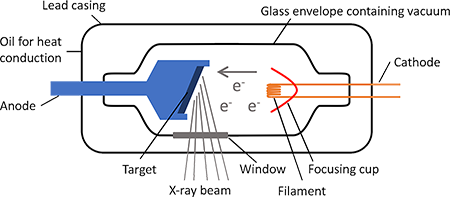 Lead casing
Glass envelope containing vacuum
Oil for heat
conduction
Cathode
e⁻
e⁻ e⁻
Anode
Target
Window
Focusing cup
X-ray beam
Filament